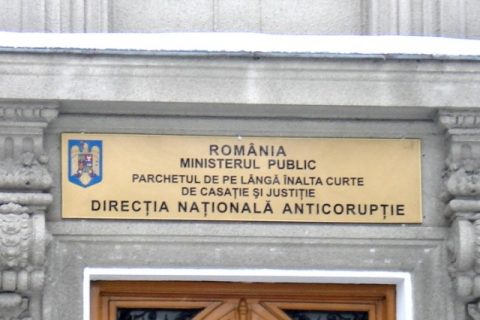 ROMÂNIA
MINISTERUL PUBLIC
PARCHETUL DE PE LÂNGĂ ÎNALTA CURTE
DE CASAȚIE ȘI JUSTIȚIE
DIRECȚIA NAȚIONALĂ ANTICORUPȚIE